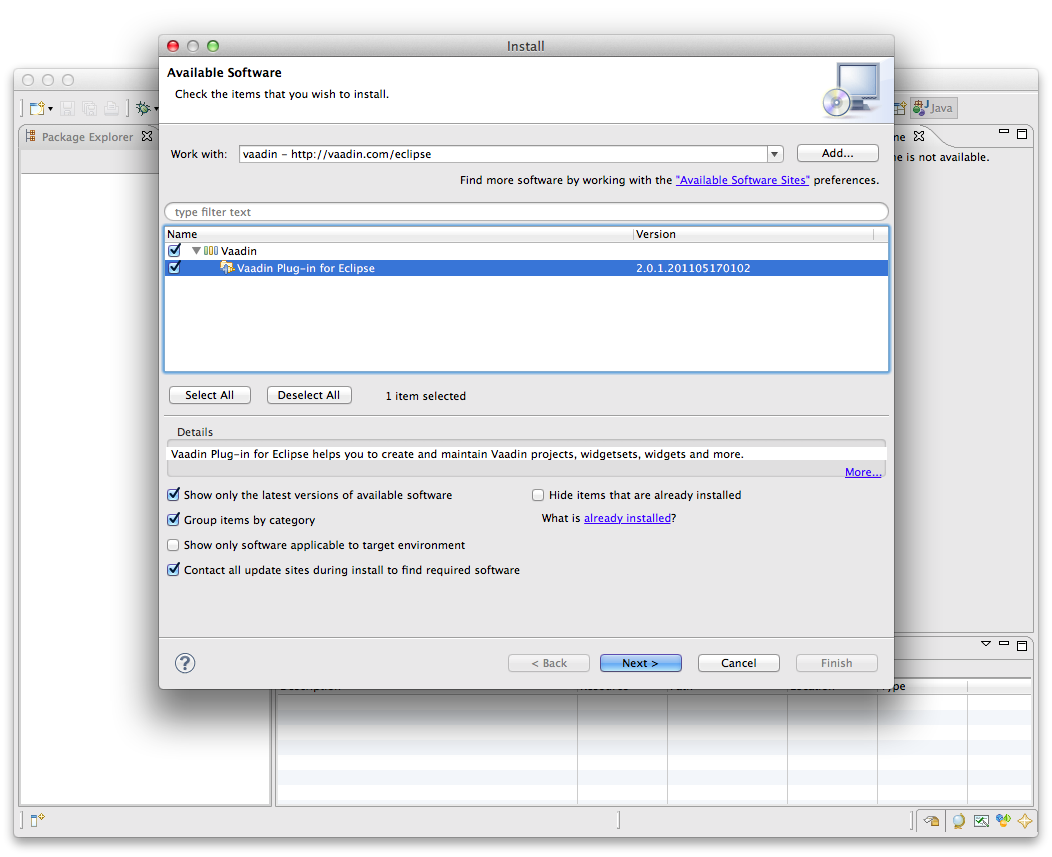 Install
Available Software
Check the items that you wish to install.
Java
Package Explorer
Work with: vaadin – http://vaadin.com/eclipse Add...
is not available.
Find more software by working with the "Available Software Sites" preferences.
type filter text
Name Version
Vaadin
Vaadin Plug-in for Eclipse 2.0.1.201105170102
Select All Deselect All 1 item selected
Details
Vaadin Plug-in for Eclipse helps you to create and maintain Vaadin projects, widgetsets, widgets and more.
More...
Show only the latest versions of available software Hide items that are already installed
Group items by category What is already installed?
Show only software applicable to target environment
Contact all update sites during install to find required software
? < Back Next > Cancel Finish